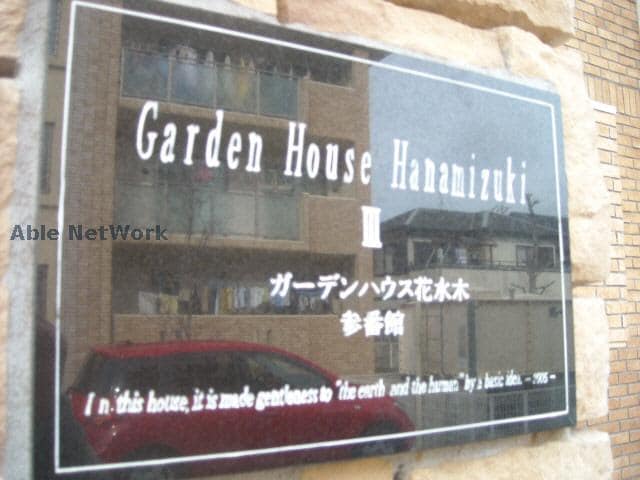 Garden House Hanamizuki
III
Able NetWork
ガーデンハウス花水木
参番館
In this house, it is made gentleness to "the earth and the human" by a basic idea. - 2005 -